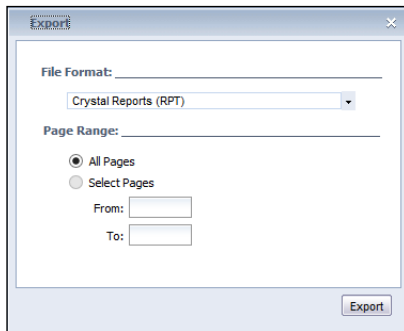 Export
File Format:
Crystal Reports (RPT)
Page Range:
All Pages
Select Pages
From:
To:
Export